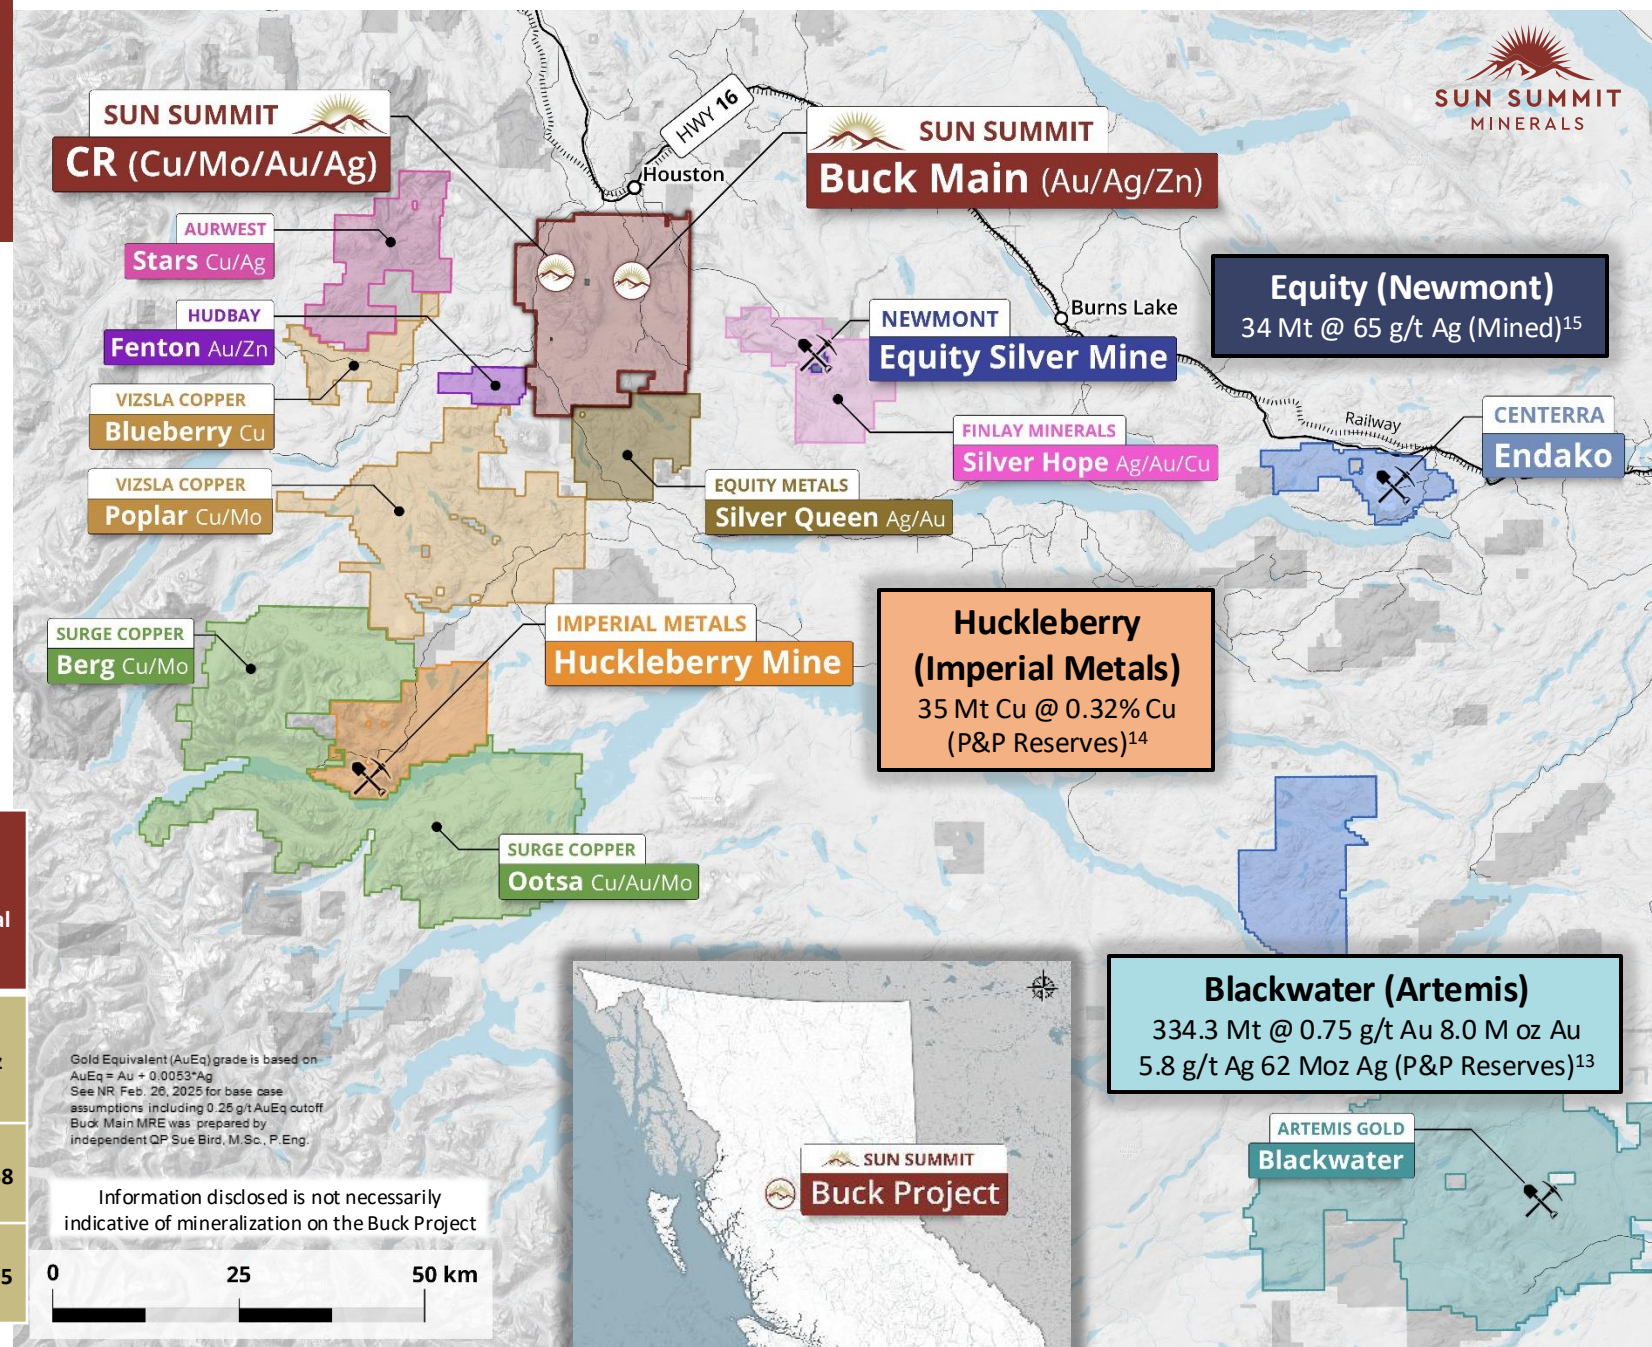 SUN SUMMIT
MINERALS
SUN SUMMIT
CR (Cu/Mo/Au/Ag)
HWY 16
SUN SUMMIT
Buck Main (Au/Ag/Zn)
Houston
AURWEST
Stars Cu/Ag
HUDBAY
Fenton Au/Zn
VIZSLA COPPER
Blueberry Cu
VIZSLA COPPER
Poplar Cu/Mo
Burns Lake
NEWMONT
Equity Silver Mine
Equity (Newmont)
34 Mt @ 65 g/t Ag (Mined)15
FINLAY MINERALS
Silver Hope Ag/Au/Cu
Railway
CENTERRA
Endako
EQUITY METALS
Silver Queen Ag/Au
SURGE COPPER
Berg Cu/Mo
IMPERIAL METALS
Huckleberry Mine
Huckleberry
(Imperial Metals)
35 Mt Cu @ 0.32% Cu
(P&P Reserves)14
SURGE COPPER
Ootsa Cu/Au/Mo
al
8
5
Blackwater (Artemis)
334.3 Mt @ 0.75 g/t Au 8.0 M oz Au
5.8 g/t Ag 62 Moz Ag (P&P Reserves)13
ARTEMIS GOLD
Blackwater
Gold Equivalent (AuEq) grade is based on
AuEq = Au + 0.0053*Ag
See NR Feb. 26, 2025 for base case
assumptions including 0.25 g/t AuEq cutoff
Buck Main MRE was prepared by
independent QP Sue Bird, M.Sc., P.Eng.
Information disclosed is not necessarily
indicative of mineralization on the Buck Project
0 25 50 km
SUN SUMMIT
Buck Project